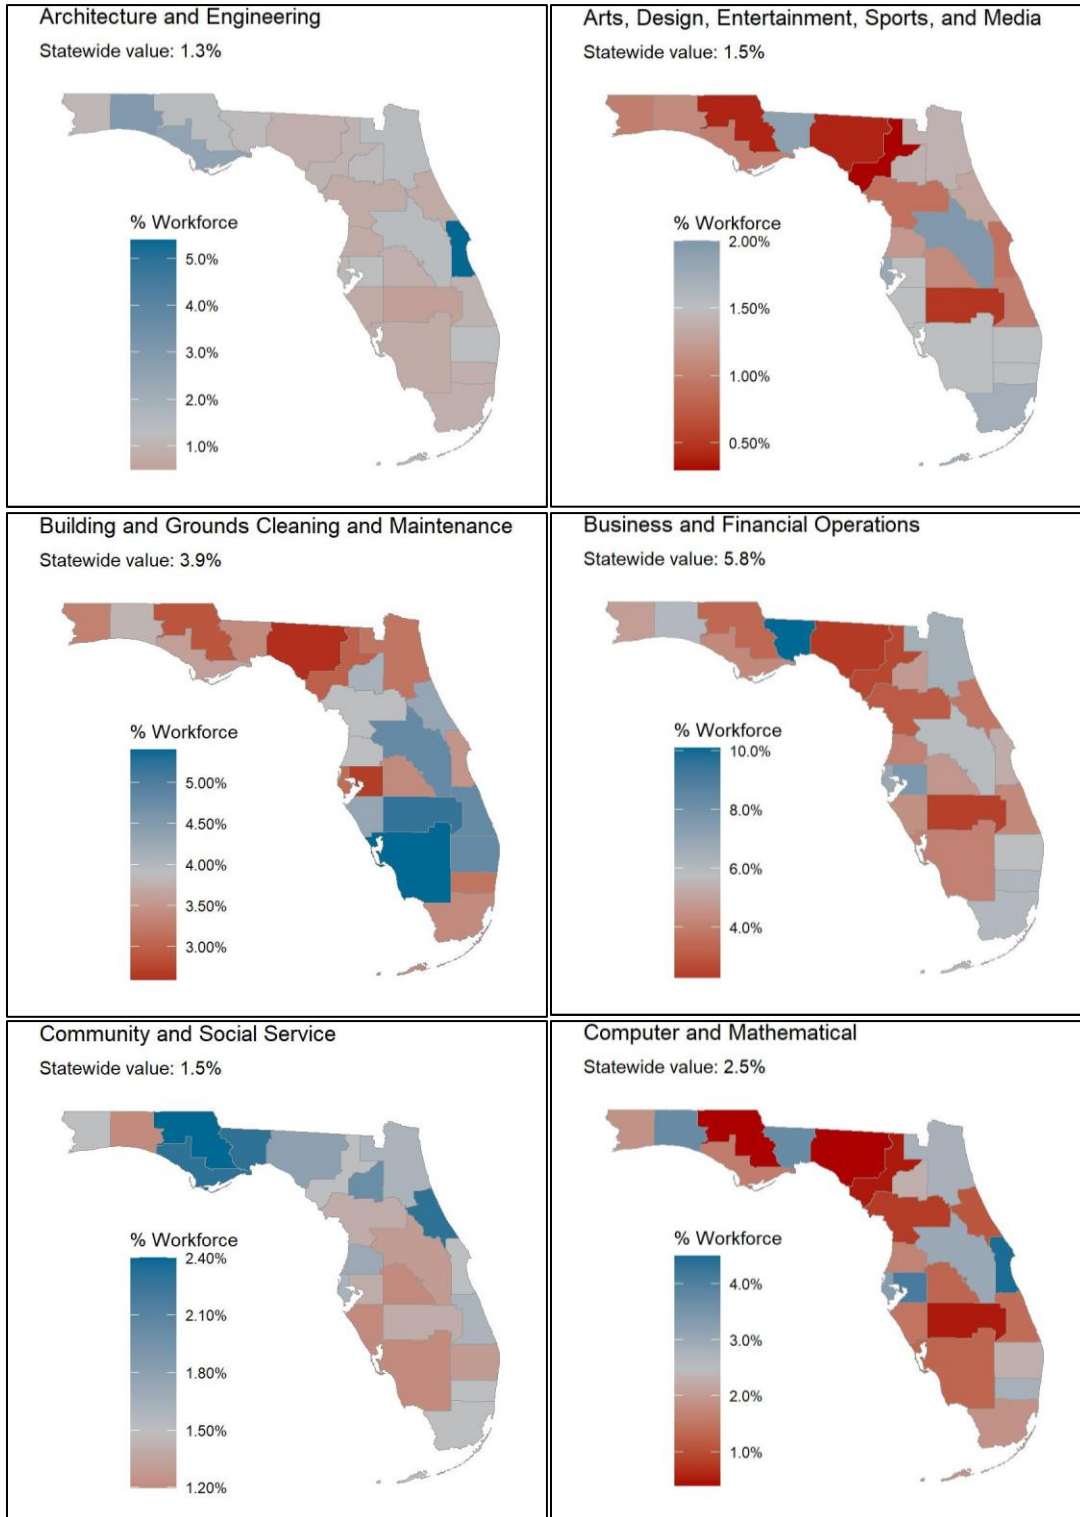 Architecture and Engineering
Statewide value: 1.3%
% Workforce
5.0%
4.0%
3.0%
2.0%
1.0%
Arts, Design, Entertainment, Sports, and Media
Statewide value: 1.5%
% Workforce
2.00%
1.50%
1.00%
0.50%
Building and Grounds Cleaning and Maintenance
Statewide value: 3.9%
% Workforce
5.00%
4.50%
4.00%
3.50%
3.00%
Business and Financial Operations
Statewide value: 5.8%
% Workforce
10.0%
8.0%
6.0%
4.0%
Community and Social Service
Statewide value: 1.5%
% Workforce
2.40%
2.10%
1.80%
1.50%
1.20%
Computer and Mathematical
Statewide value: 2.5%
% Workforce
4.0%
3.0%
2.0%
1.0%